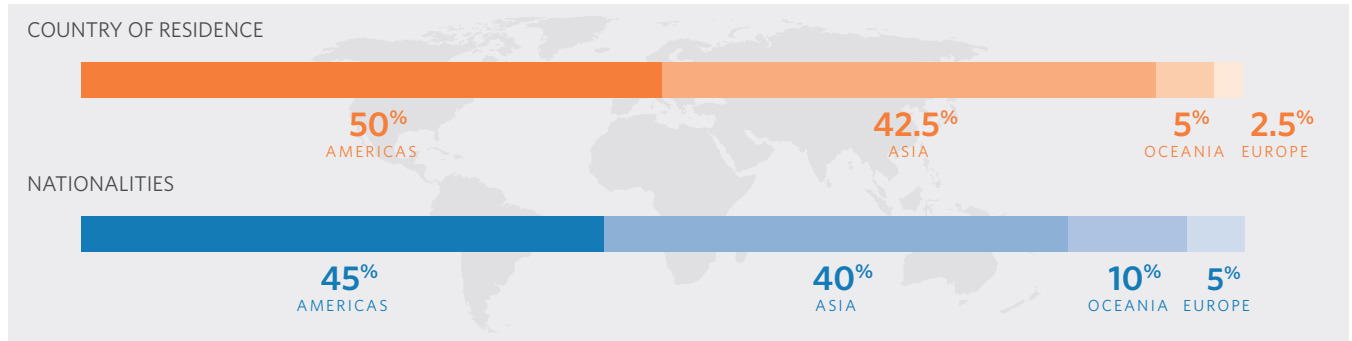 COUNTRY OF RESIDENCE
50% 42.5% 5% 2.5%
AMERICAS ASIA OCEANIA EUROPE
NATIONALITIES
45% 40% 10% 5%
AMERICAS ASIA OCEANIA EUROPE